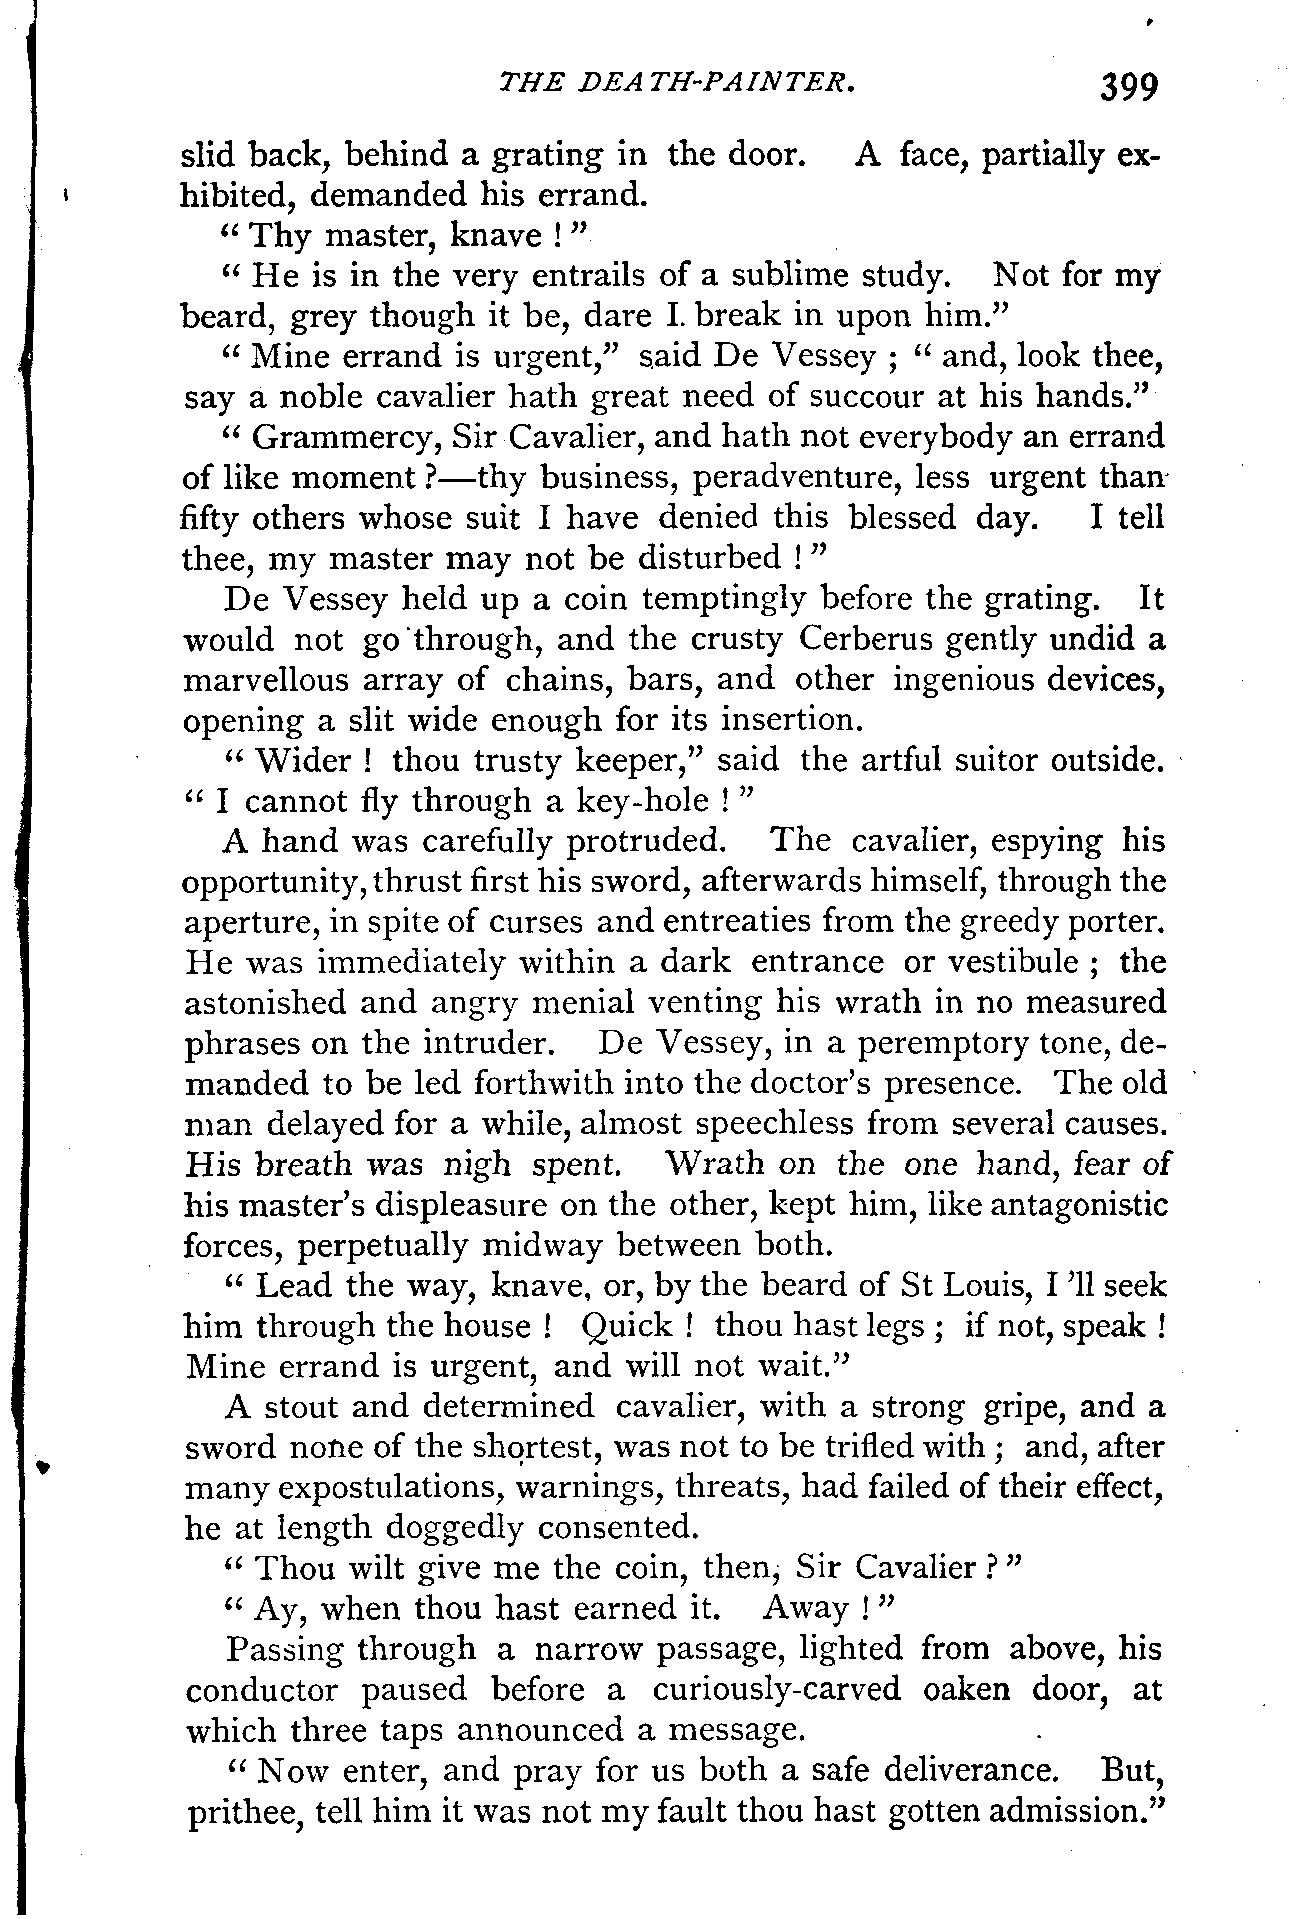 THE DEATH-PAINTER. 399
slid back, behind a grating in the door. A face, partially ex-
hibited, demanded his errand.
“ Thy master, knave ! ”
“ He is in the very entrails of a sublime study. Not for my
beard, grey though it be, dare I break in upon him.”
“ Mine errand is urgent,” said De Vessey ; “ and, look thee,
say a noble cavalier hath great need of succour at his hands.”
“ Grammercy, Sir Cavalier, and hath not everybody an errand
of like moment ?—thy business, peradventure, less urgent than
fifty others whose suit I have denied this blessed day. I tell
thee, my master may not be disturbed ! ”
De Vessey held up a coin temptingly before the grating. It
would not go through, and the crusty Cerberus gently undid a
marvellous array of chains, bars, and other ingenious devices,
opening a slit wide enough for its insertion.
“ Wider ! thou trusty keeper,” said the artful suitor outside.
“ I cannot fly through a key-hole ! ”
A hand was carefully protruded. The cavalier, espying his
opportunity, thrust first his sword, afterwards himself, through the
aperture, in spite of curses and entreaties from the greedy porter.
He was immediately within a dark entrance or vestibule ; the
astonished and angry menial venting his wrath in no measured
phrases on the intruder. De Vessey, in a peremptory tone, de-
manded to be led forthwith into the doctor’s presence. The old
man delayed for a while, almost speechless from several causes.
His breath was nigh spent. Wrath on the one hand, fear of
his master’s displeasure on the other, kept him, like antagonistic
forces, perpetually midway between both.
“ Lead the way, knave, or, by the beard of St Louis, I ’ll seek
him through the house ! Quick ! thou hast legs ; if not, speak !
Mine errand is urgent, and will not wait.”
A stout and determined cavalier, with a strong gripe, and a
sword none of the shortest, was not to be trifled with ; and, after
many expostulations, warnings, threats, had failed of their effect,
he at length doggedly consented.
“ Thou wilt give me the coin, then, Sir Cavalier ? ”
“ Ay, when thou hast earned it. Away ! ”
Passing through a narrow passage, lighted from above, his
conductor paused before a curiously-carved oaken door, at
which three taps announced a message.
“ Now enter, and pray for us both a safe deliverance. But,
prithee, tell him it was not my fault thou hast gotten admission.”